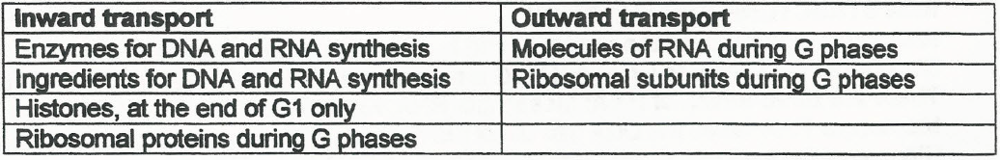 Inward transport Outward transport
Enzymes for DNA and RNA synthesis Molecules of RNA during G phases
Ingredients for DNA and RNA synthesis Ribosomal subunits during G phases
Histones, at the end of G1 only
Ribosomal proteins during G phases